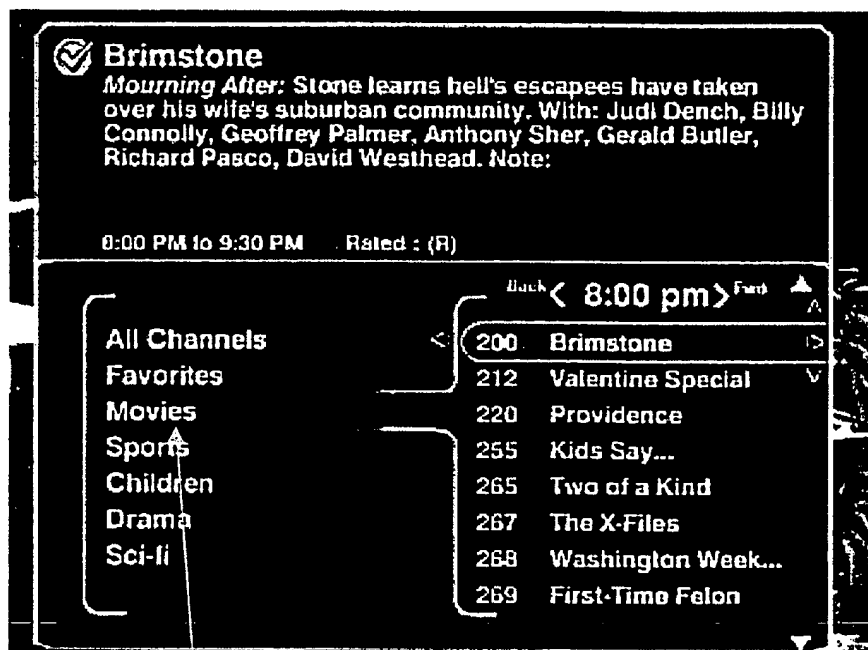 Brimstone
Mourning After: Stone learns hell's escapees have taken
over his wife's suburban community. With: Judi Dench, Billy
Connolly, Geoffrey Palmer, Anthony Sher, Gerald Butler,
Richard Pasco, David Westhead. Note:
8:00 PM to 9:30 PM Rated : (R)
Back < 8:00 pm > Fwd
All Channels
Favorites
Movies
Sports
Children
Drama
Sci-fi
200 Brimstone
212 Valentine Special
220 Providence
255 Kids Say...
265 Two of a Kind
267 The X-Files
268 Washington Week...
269 First-Time Felon